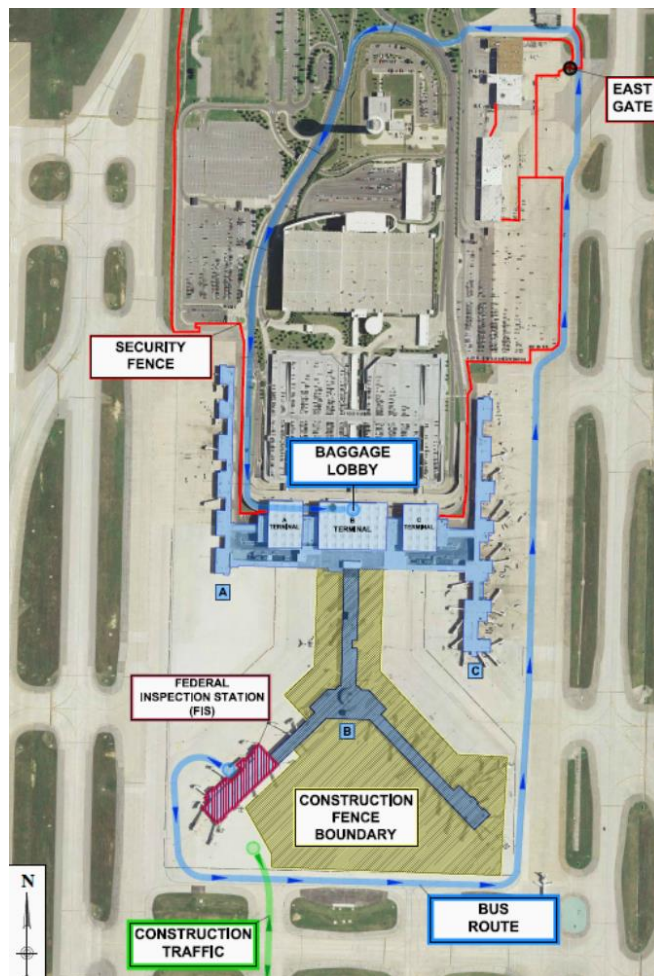 EAST
GATE
SECURITY
FENCE
BAGGAGE
LOBBY
A
TERMINAL
B
TERMINAL
C
TERMINAL
A
C
FEDERAL
INSPECTION STATION
(FIS)
B
CONSTRUCTION
FENCE
BOUNDARY
N
BUS
ROUTE
CONSTRUCTION
TRAFFIC